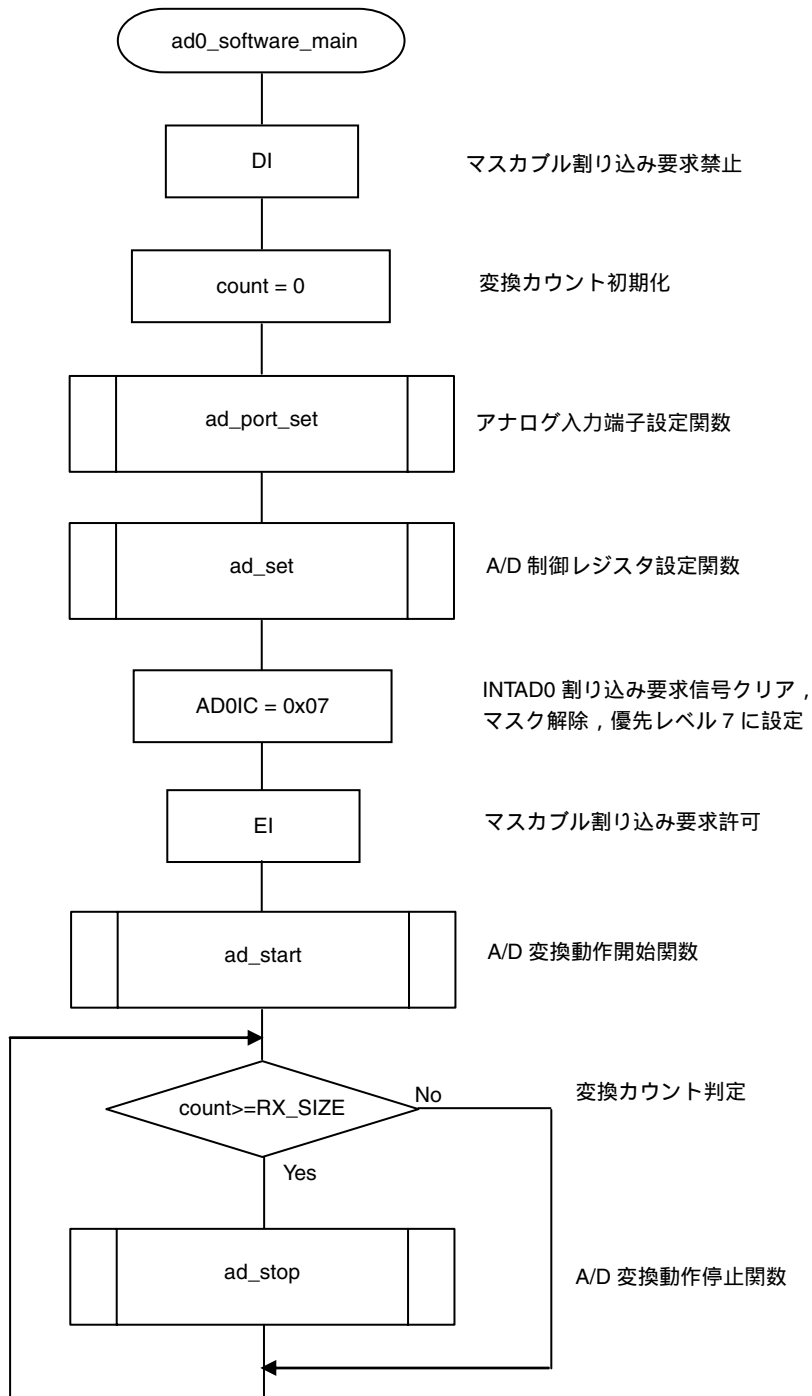 ad0_software_main
DI
マスカブル割り込み要求禁止
count = 0
変換カウント初期化
ad_port_set
アナログ入力端子設定関数
ad_set
A/D 制御レジスタ設定関数
AD0IC = 0x07
INTAD0 割り込み要求信号クリア，
マスク解除，優先レベル７に設定
EI
マスカブル割り込み要求許可
ad_start
A/D 変換動作開始関数
count>=RX_SIZE
No
変換カウント判定
Yes
ad_stop
A/D 変換動作停止関数